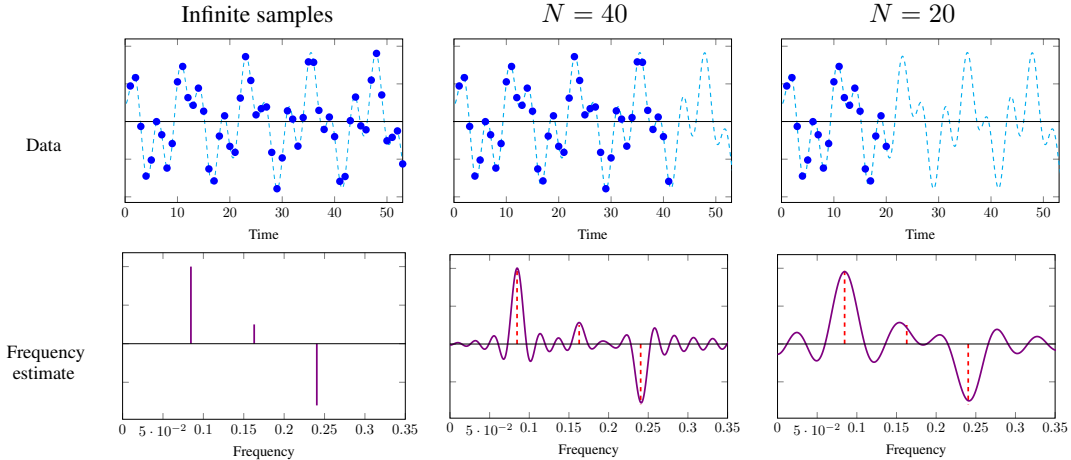 Infinite samples
N = 40
N = 20
Data
0 10 20 30 40 50
0 10 20 30 40 50
0 10 20 30 40 50
Time
Time
Time
Frequency
estimate
0 5 · 10⁻² 0.1 0.15 0.2 0.25 0.3 0.35
0 5 · 10⁻² 0.1 0.15 0.2 0.25 0.3 0.35
0 5 · 10⁻² 0.1 0.15 0.2 0.25 0.3 0.35
Frequency
Frequency
Frequency